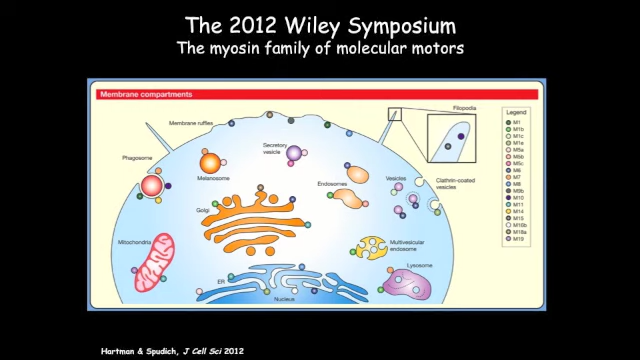 The 2012 Wiley Symposium
The myosin family of molecular motors
Membrane compartments
Filopodia
Membrane ruffles
Legend
M1
M1b
M1c
M1e
M5a
M5b
M5c
M6
M7
M8
M9b
M10
M11
M14
M15
M16b
M18a
M19
Secretory
vesicle
Phagosome
Melanosome
Endosomes
Vesicles
Clathrin-coated
vesicles
Golgi
Mitochondria
Multivesicular
endosome
Lysosome
ER
Nucleus
Hartman & Spudich, J Cell Sci 2012